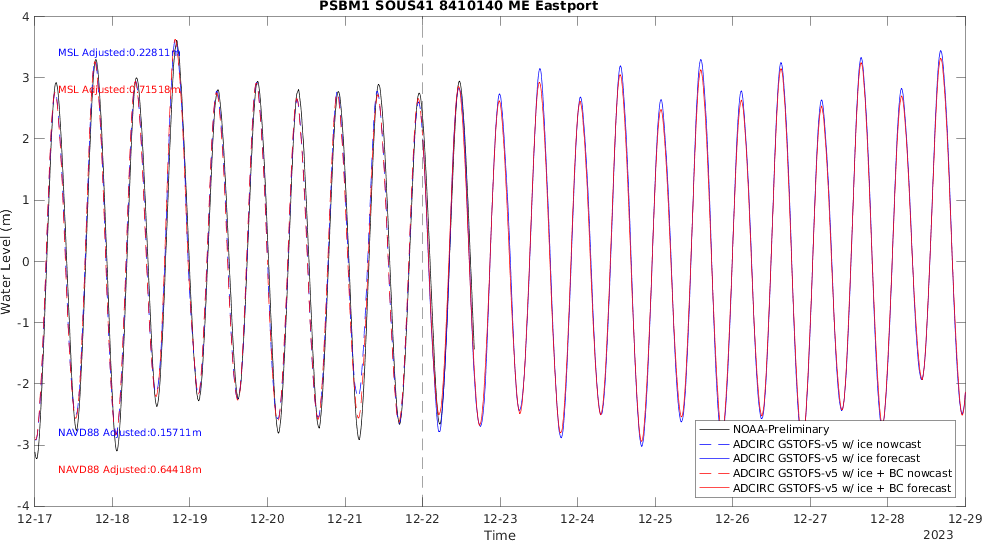 PSBM1 SOUS41 8410140 ME Eastport
4
3
2
1
0
-1
-2
-3
-4
Water Level (m)
MSL Adjusted:0.22811m
MSL Adjusted:0.71518m
NAVD88 Adjusted:0.15711m
NAVD88 Adjusted:0.64418m
NOAA-Preliminary
ADCIRC GSTOFS-v5 w/ ice nowcast
ADCIRC GSTOFS-v5 w/ ice forecast
ADCIRC GSTOFS-v5 w/ ice + BC nowcast
ADCIRC GSTOFS-v5 w/ ice + BC forecast
12-17 12-18 12-19 12-20 12-21 12-22 12-23 12-24 12-25 12-26 12-27 12-28 12-29
Time
2023